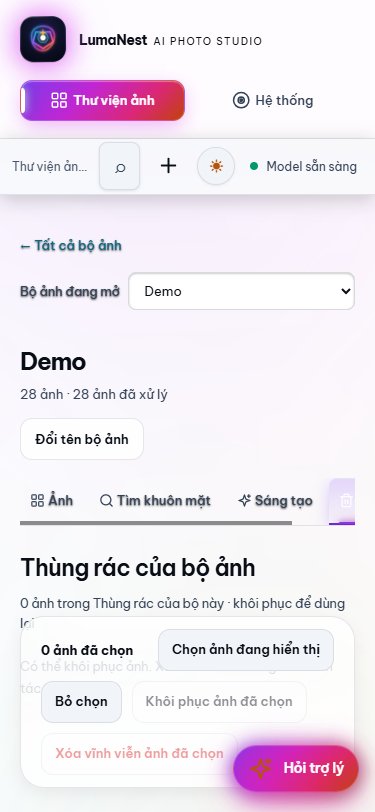 LumaNest AI PHOTO STUDIO
Thư viện ảnh
Hệ thống
Thư viện ản...
Model sẵn sàng
← Tất cả bộ ảnh
Bộ ảnh đang mở
Demo
Demo
28 ảnh · 28 ảnh đã xử lý
Đổi tên bộ ảnh
Ảnh
Tìm khuôn mặt
Sáng tạo
Thùng rác của bộ ảnh
0 ảnh trong Thùng rác của bộ này · khôi phục để dùng
lại
0 ảnh đã chọn
Chọn ảnh đang hiển thị
Có thể khôi phục ảnh.
Bỏ chọn
Khôi phục ảnh đã chọn
Xóa vĩnh viễn ảnh đã chọn
Hỏi trợ lý